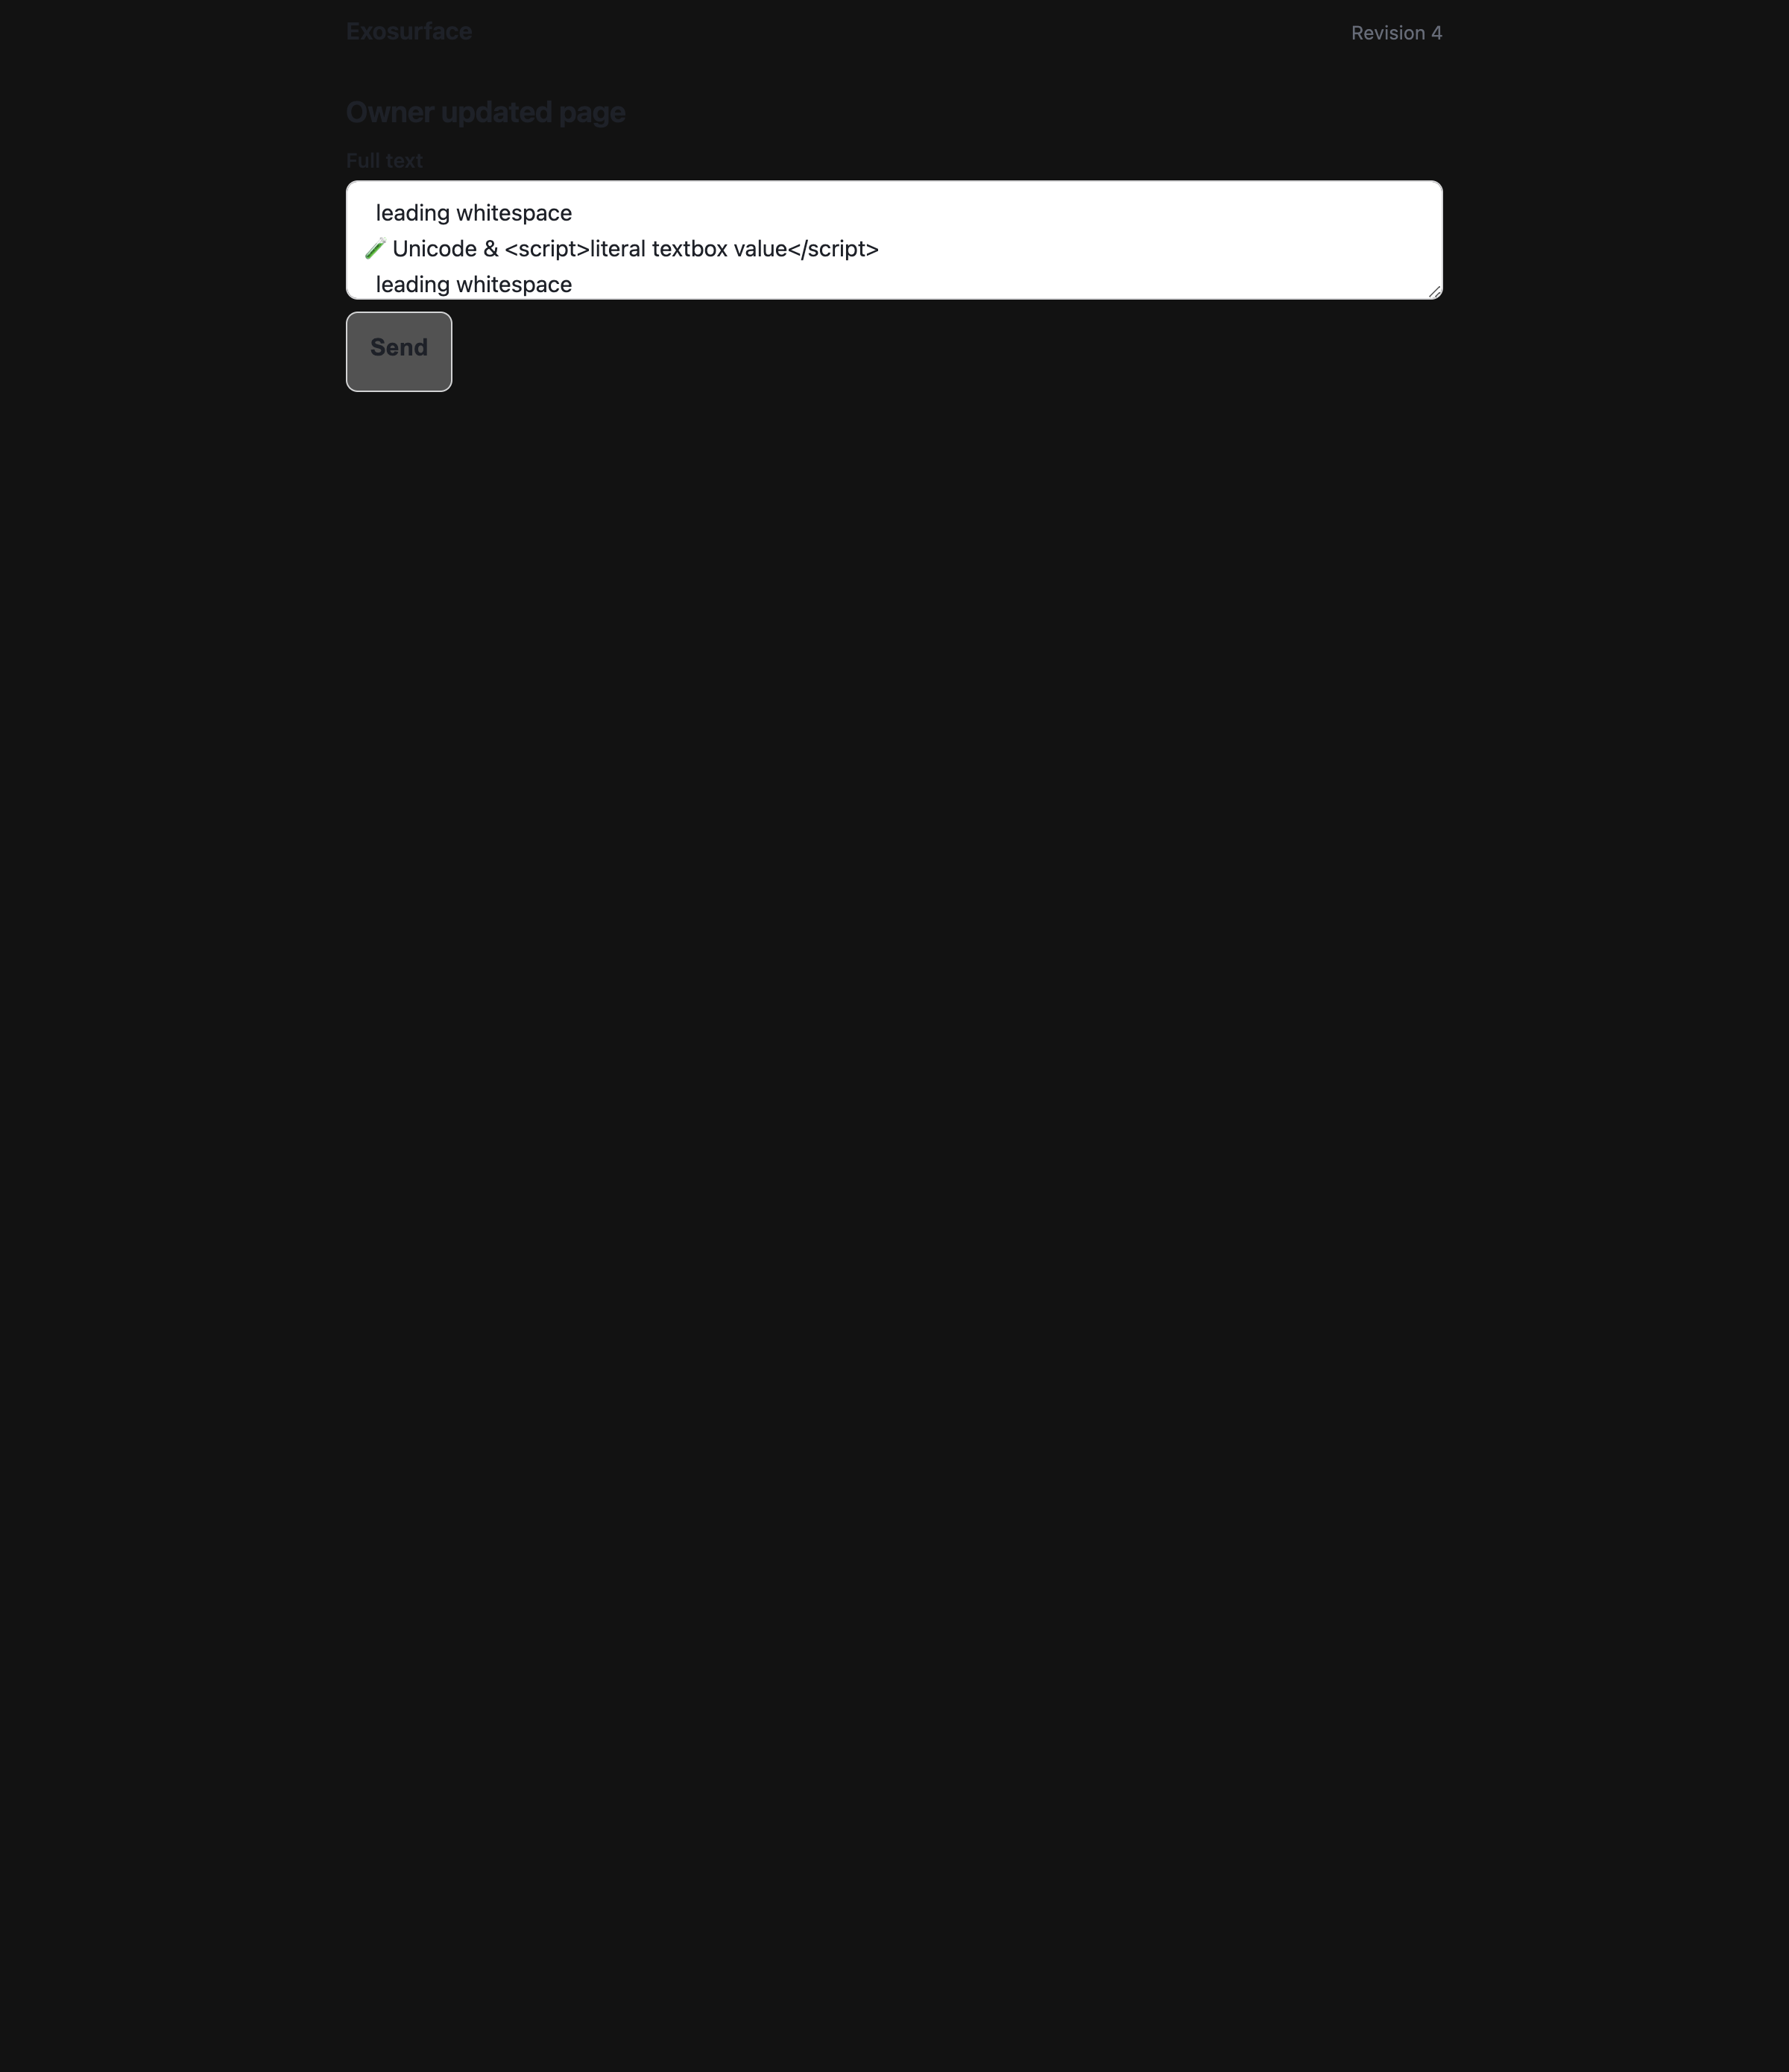 Exosurface
Revision 4
Owner updated page
Full text
  leading whitespace
🧪 Unicode & <script>literal textbox value</script>
  leading whitespace
Send